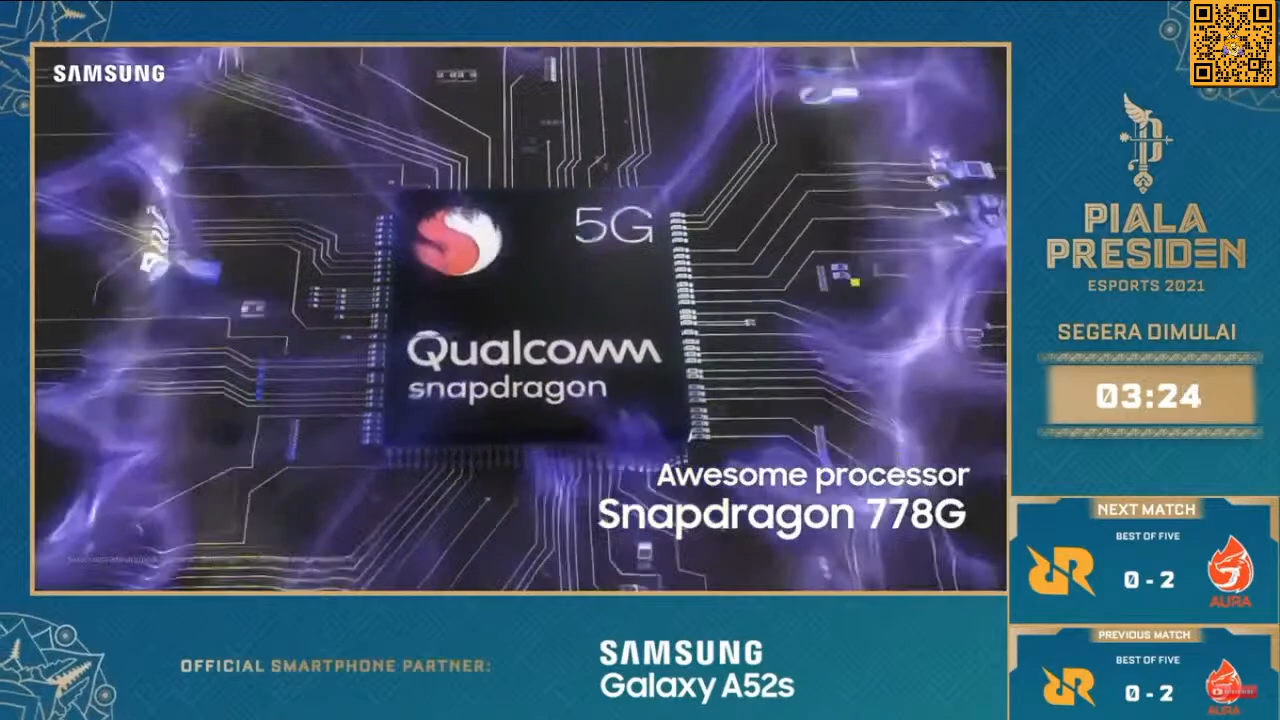 SAMSUNG
5G
Qualcomm
snapdragon
Awesome processor
Snapdragon 778G
PIALA
PRESIDEN
ESPORTS 2021
SEGERA DIMULAI
03:24
NEXT MATCH
BEST OF FIVE
0 - 2
AURA
PREVIOUS MATCH
BEST OF FIVE
0 - 2
AURA
OFFICIAL SMARTPHONE PARTNER:
SAMSUNG
Galaxy A52s